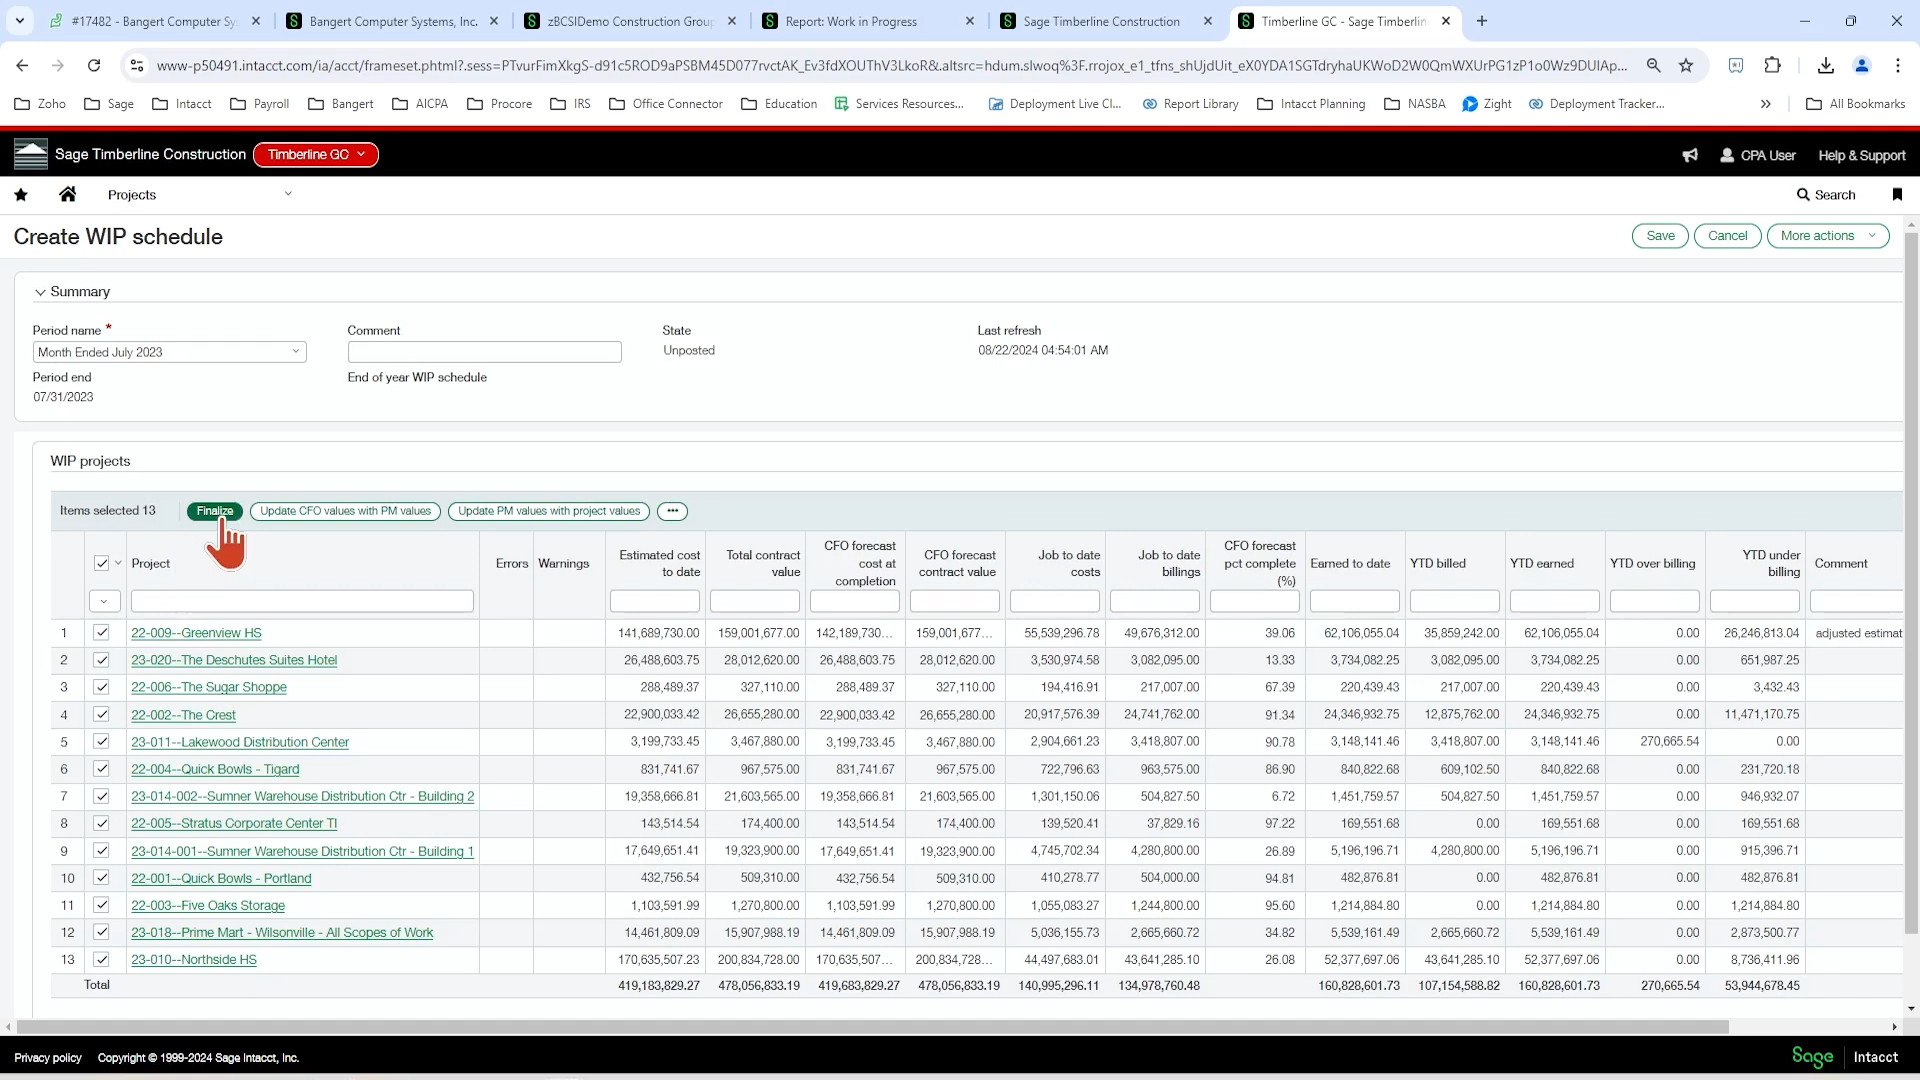 #17482 - Bangert Computer Sy
Bangert Computer Systems, Inc.
zBCSIDemo Construction Group
Report: Work in Progress
Sage Timberline Construction
Timberline GC - Sage Timberlin
Zoho
Sage
Intacct
Payroll
Bangert
AICPA
Procore
IRS
Office Connector
Education
Services Resources...
Deployment Live Cl...
Report Library
Intacct Planning
NASBA
Zight
Deployment Tracker...
»
All Bookmarks
Sage Timberline Construction
Timberline GC
CPA User
Help & Support
Projects
Search
Create WIP schedule
Save
Cancel
More actions
Summary
Period name *
Comment
State
Last refresh
Month Ended July 2023
Unposted
08/22/2024 04:54:01 AM
Period end
End of year WIP schedule
07/31/2023
WIP projects
Items selected 13
Finalize
Update CFO values with PM values
Update PM values with project values
•••
Project
Errors
Warnings
Estimated cost to date
Total contract value
CFO forecast cost at completion
CFO forecast contract value
Job to date costs
Job to date billings
CFO forecast pct complete (%)
Earned to date
YTD billed
YTD earned
YTD over billing
YTD under billing
Comment
1 22-009--Greenview HS 141,689,730.00 159,001,677.00 142,189,730... 159,001,677... 55,539,296.78 49,676,312.00 39.06 62,106,055.04 35,859,242.00 62,106,055.04 0.00 26,246,813.04 adjusted estimat
2 23-020--The Deschutes Suites Hotel 26,488,603.75 28,012,620.00 26,488,603.75 28,012,620.00 3,530,974.58 3,082,095.00 13.33 3,734,082.25 3,082,095.00 3,734,082.25 0.00 651,987.25
3 22-006--The Sugar Shoppe 288,489.37 327,110.00 288,489.37 327,110.00 194,416.91 217,007.00 67.39 220,439.43 217,007.00 220,439.43 0.00 3,432.43
4 22-002--The Crest 22,900,033.42 26,655,280.00 22,900,033.42 26,655,280.00 20,917,576.39 24,741,762.00 91.34 24,346,932.75 12,875,762.00 24,346,932.75 0.00 11,471,170.75
5 23-011--Lakewood Distribution Center 3,199,733.45 3,467,880.00 3,199,733.45 3,467,880.00 2,904,661.23 3,418,807.00 90.78 3,148,141.46 3,418,807.00 3,148,141.46 270,665.54 0.00
6 22-004--Quick Bowls - Tigard 831,741.67 967,575.00 831,741.67 967,575.00 722,796.63 963,575.00 86.90 840,822.68 609,102.50 840,822.68 0.00 231,720.18
7 23-014-002--Sumner Warehouse Distribution Ctr - Building 2 19,358,666.81 21,603,565.00 19,358,666.81 21,603,565.00 1,301,150.06 504,827.50 6.72 1,451,759.57 504,827.50 1,451,759.57 0.00 946,932.07
8 22-005--Stratus Corporate Center TI 143,514.54 174,400.00 143,514.54 174,400.00 139,520.41 37,829.16 97.22 169,551.68 0.00 169,551.68 0.00 169,551.68
9 23-014-001--Sumner Warehouse Distribution Ctr - Building 1 17,649,651.41 19,323,900.00 17,649,651.41 19,323,900.00 4,745,702.34 4,280,800.00 26.89 5,196,196.71 4,280,800.00 5,196,196.71 0.00 915,396.71
10 22-001--Quick Bowls - Portland 432,756.54 509,310.00 432,756.54 509,310.00 410,278.77 504,000.00 94.81 482,876.81 0.00 482,876.81 0.00 482,876.81
11 22-003--Five Oaks Storage 1,103,591.99 1,270,800.00 1,103,591.99 1,270,800.00 1,055,083.27 1,244,800.00 95.60 1,214,884.80 0.00 1,214,884.80 0.00 1,214,884.80
12 23-018--Prime Mart - Wilsonville - All Scopes of Work 14,461,809.09 15,907,988.19 14,461,809.09 15,907,988.19 5,036,155.73 2,665,660.72 34.82 5,539,161.49 2,665,660.72 5,539,161.49 0.00 2,873,500.77
13 23-010--Northside HS 170,635,507.23 200,834,728.00 170,635,507... 200,834,728... 44,497,683.01 43,641,285.10 26.08 52,377,697.06 43,641,285.10 52,377,697.06 0.00 8,736,411.96
Total 419,183,829.27 478,056,833.19 419,683,829.27 478,056,833.19 140,995,296.11 134,978,760.48 160,828,601.73 107,154,588.82 160,828,601.73 270,665.54 53,944,678.45
Privacy policy Copyright © 1999-2024 Sage Intacct, Inc.
Sage Intacct